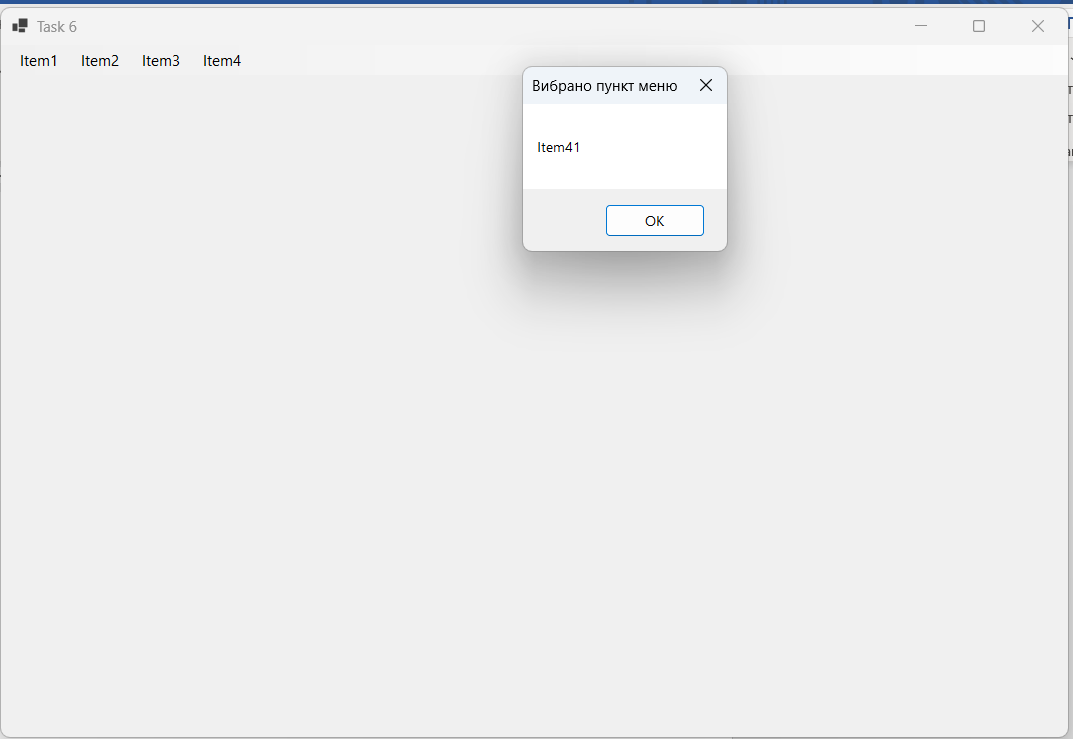 Task 6
Item1 Item2 Item3 Item4
Вибрано пункт меню
Item41
OK